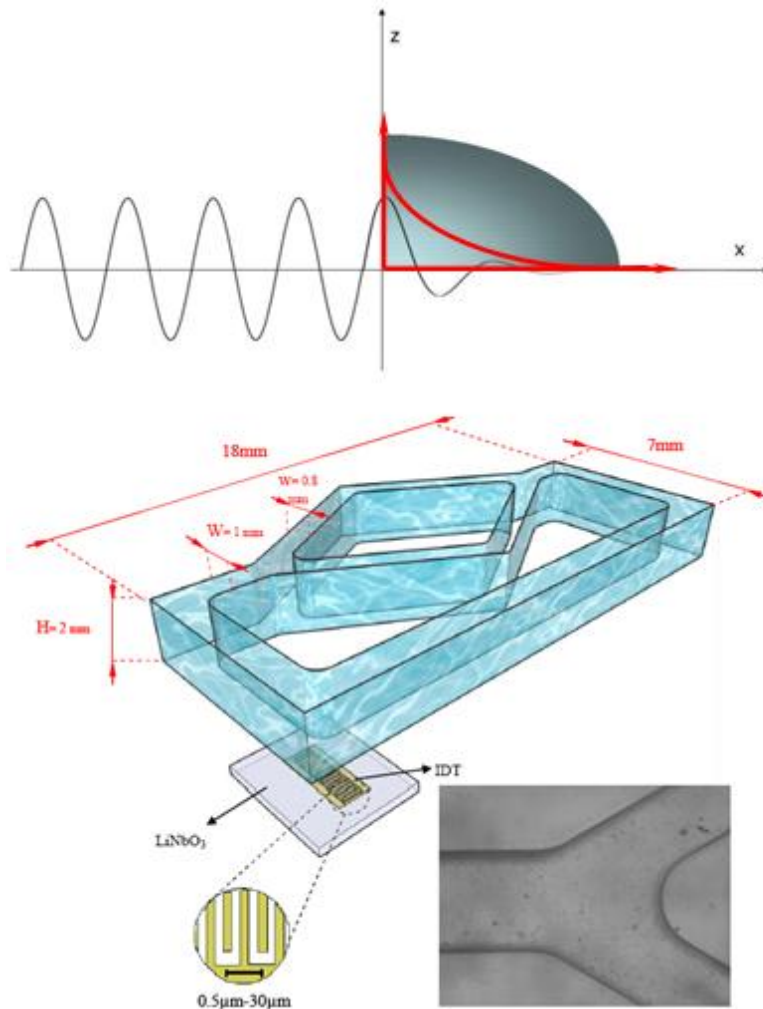 z
x
18mm
7mm
W= 0.8
mm
W= 1 mm
H= 2 mm
IDT
LiNbO₃
0.5μm-30μm